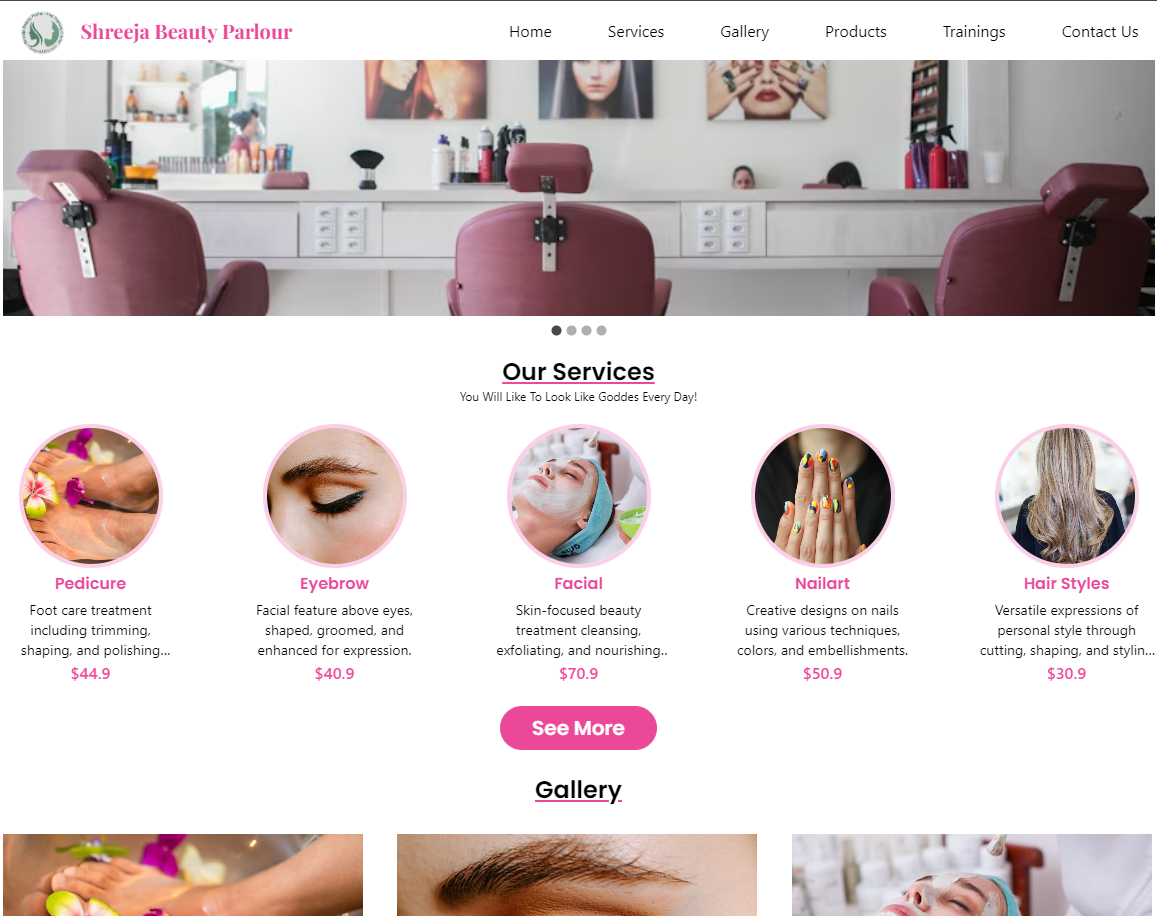 Shreeja Beauty Parlour
Home Services Gallery Products Trainings Contact Us
Our Services
You Will Like To Look Like Goddes Every Day!
Pedicure
Foot care treatment
including trimming,
shaping, and polishing...
$44.9
Eyebrow
Facial feature above eyes,
shaped, groomed, and
enhanced for expression.
$40.9
Facial
Skin-focused beauty
treatment cleansing,
exfoliating, and nourishing..
$70.9
Nailart
Creative designs on nails
using various techniques,
colors, and embellishments.
$50.9
Hair Styles
Versatile expressions of
personal style through
cutting, shaping, and stylin...
$30.9
See More
Gallery